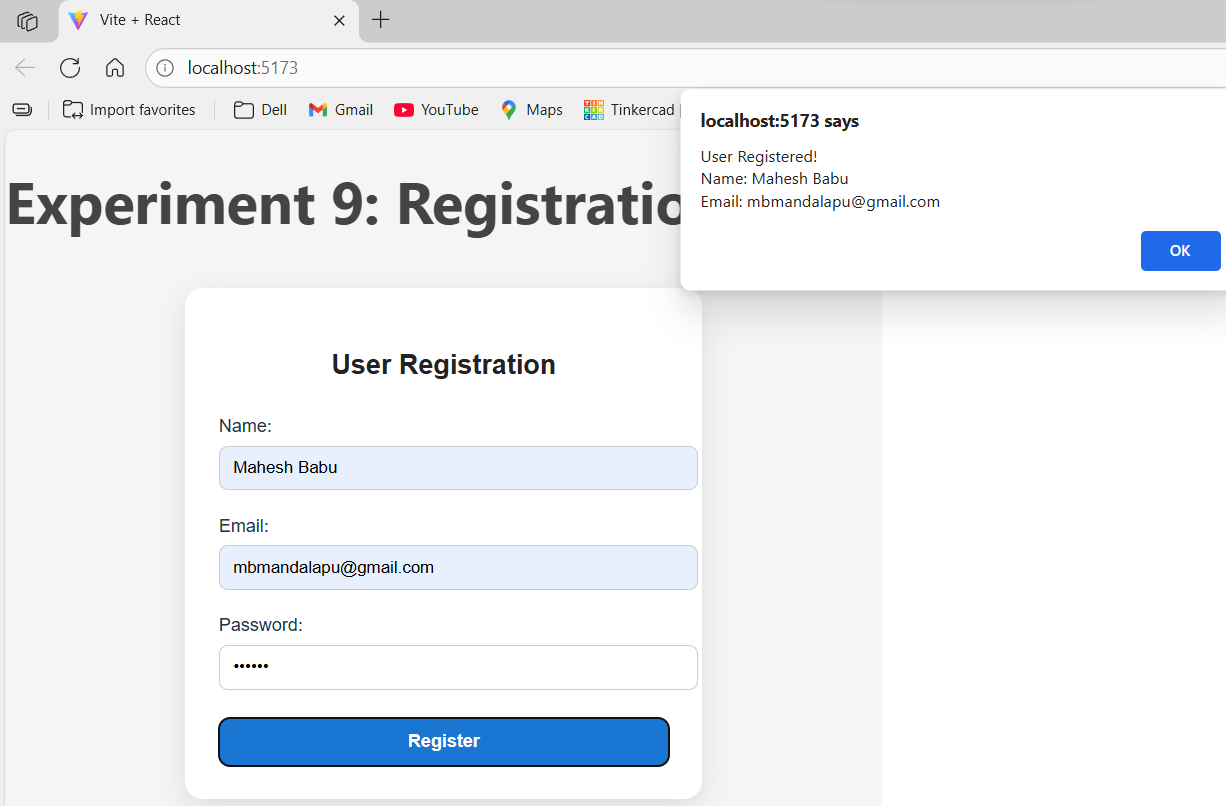 Vite + React
localhost:5173
Import favorites
Dell
Gmail
YouTube
Maps
Tinkercad
localhost:5173 says
User Registered!
Name: Mahesh Babu
Email: mbmandalapu@gmail.com
OK
Experiment 9: Registratio
User Registration
Name:
Mahesh Babu
Email:
mbmandalapu@gmail.com
Password:
••••••
Register